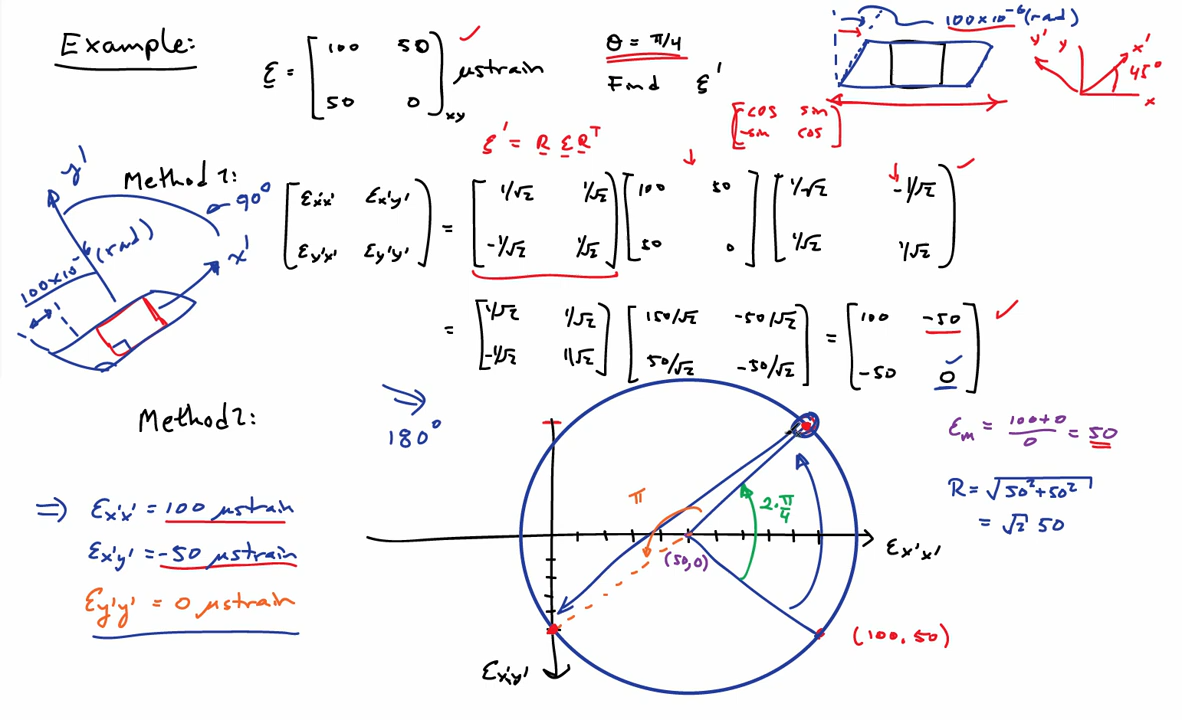 Example:
ε = [ 100 50
50 0 ]xy μstrain
θ = π/4
Find ε'
100×10⁻⁶ (rad)
y' y x'
45°
x
[ cos sin
-sin cos ]
ε' = R ε Rᵀ
Method 1:
[ εx'x' εx'y'
εy'x' εy'y' ] = [ 1/√2 1/√2
-1/√2 1/√2 ] [ 100 50
50 0 ] [ 1/√2 -1/√2
1/√2 1/√2 ]
y'
90°
x'
100×10⁻⁶ (rad)
= [ 1/√2 1/√2
-1/√2 1/√2 ] [ 150/√2 -50/√2
50/√2 -50/√2 ] = [ 100 -50
-50 0 ]
Method 2:
180°
εm = (100+0)/0 = 50
R = √(50²+50²)
= √2 50
⇒ εx'x' = 100 μstrain
εx'y' = -50 μstrain
εy'y' = 0 μstrain
π
2·π/4
(50,0)
εx'x'
(100, 50)
εx'y'